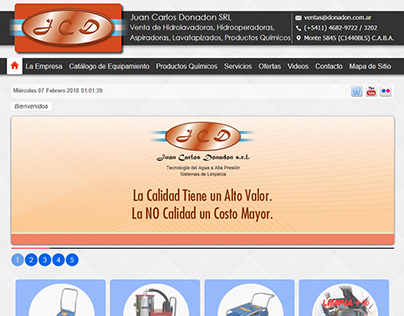 JCD
Juan Carlos Donadon SRL
Venta de Hidrolavadoras, Hidrooperadoras,
Aspiradoras, Lavatapizados, Productos Químicos
ventas@donadon.com.ar
(+5411) 4682-9722 / 3202
Monte 5845 (C1440BLS) C.A.B.A.
La Empresa Catálogo de Equipamiento Productos Químicos Servicios Ofertas Videos Contacto Mapa de Sitio
Miércoles 07 Febrero 2018 01:01:39
You Tube
Bienvenidos
JCD
Juan Carlos Donadon s.r.l.
Tecnología del Agua a Alta Presión
Sistemas de Limpieza
La Calidad Tiene un Alto Valor.
La NO Calidad un Costo Mayor.
1 2 3 4 5